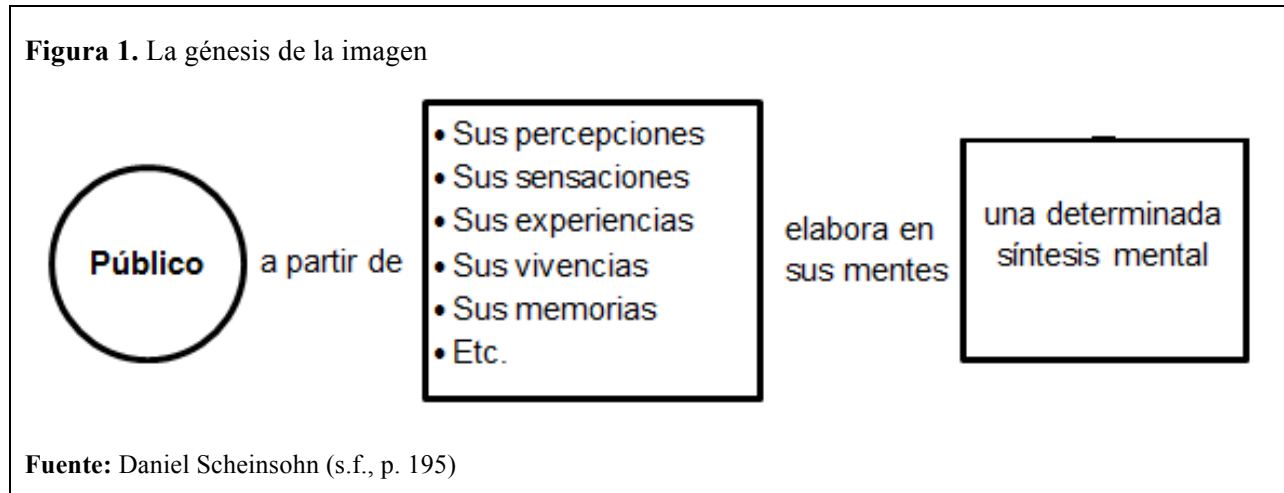 Figura 1. La génesis de la imagen
Público
a partir de
• Sus percepciones
• Sus sensaciones
• Sus experiencias
• Sus vivencias
• Sus memorias
• Etc.
elabora en
sus mentes
una determinada
síntesis mental
Fuente: Daniel Scheinsohn (s.f., p. 195)